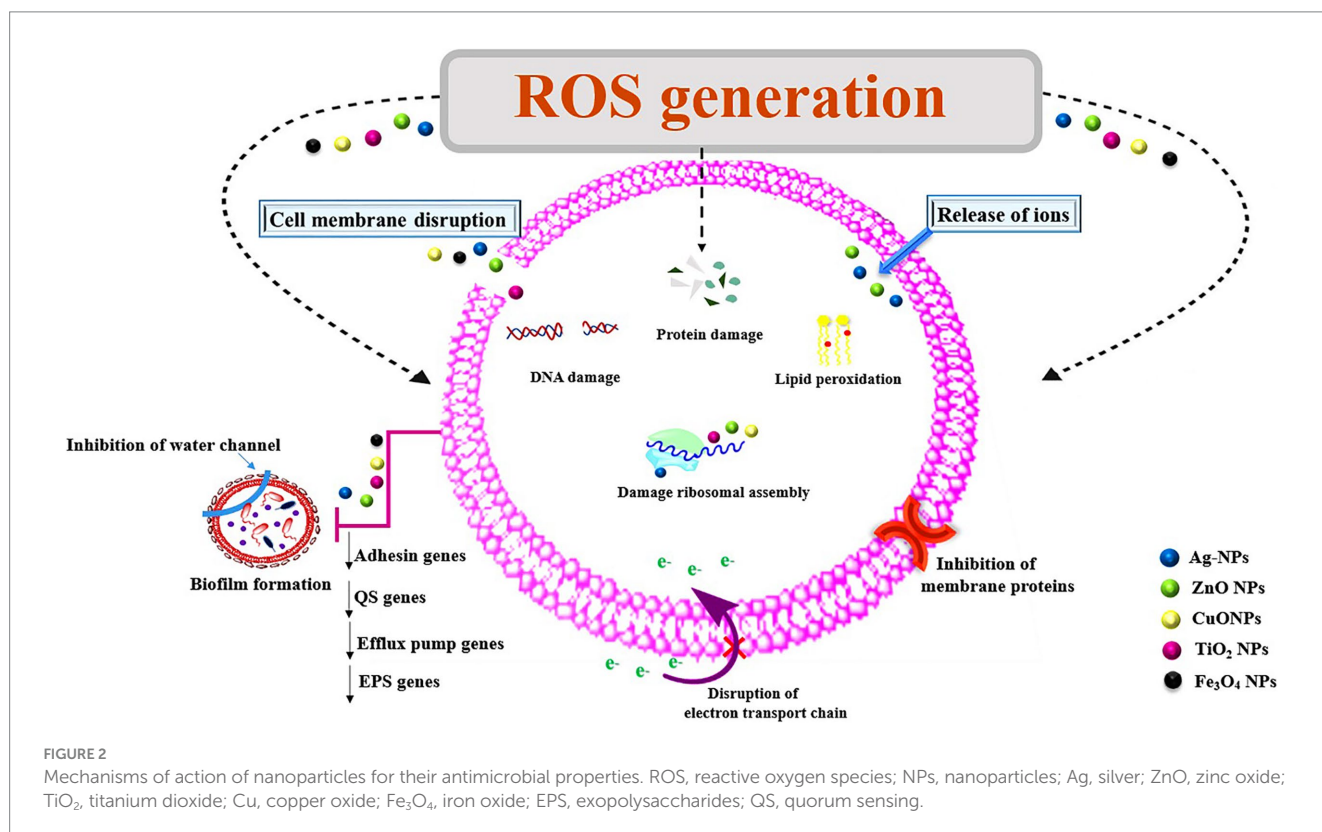 ROS generation
Cell membrane disruption
Release of ions
Protein damage
DNA damage
Lipid peroxidation
Damage ribosomal assembly
Inhibition of water channel
Biofilm formation
Adhesin genes
QS genes
Efflux pump genes
EPS genes
e- e- e-
e- e- e-
Disruption of
electron transport chain
Inhibition of
membrane proteins
Ag-NPs
ZnO NPs
CuONPs
TiO₂ NPs
Fe₃O₄ NPs
FIGURE 2
Mechanisms of action of nanoparticles for their antimicrobial properties. ROS, reactive oxygen species; NPs, nanoparticles; Ag, silver; ZnO, zinc oxide;
TiO₂, titanium dioxide; Cu, copper oxide; Fe₃O₄, iron oxide; EPS, exopolysaccharides; QS, quorum sensing.